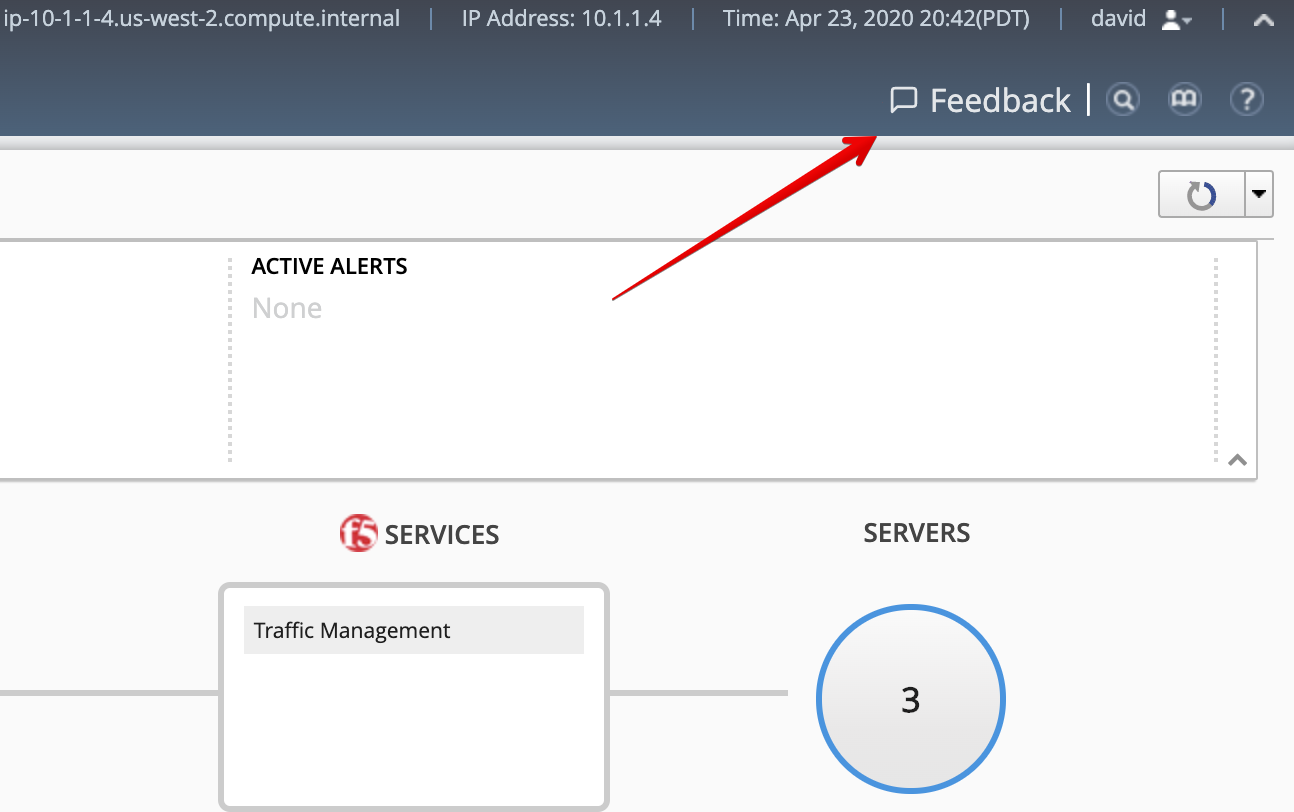 ip-10-1-1-4.us-west-2.compute.internal | IP Address: 10.1.1.4 | Time: Apr 23, 2020 20:42(PDT) | david
Feedback | ?
ACTIVE ALERTS
None
f5 SERVICES
SERVERS
Traffic Management
3